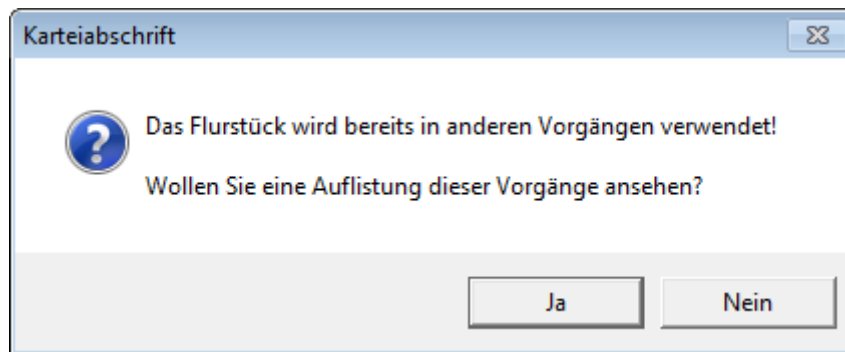 Karteiabschrift
Das Flurstück wird bereits in anderen Vorgängen verwendet!
Wollen Sie eine Auflistung dieser Vorgänge ansehen?
Ja
Nein